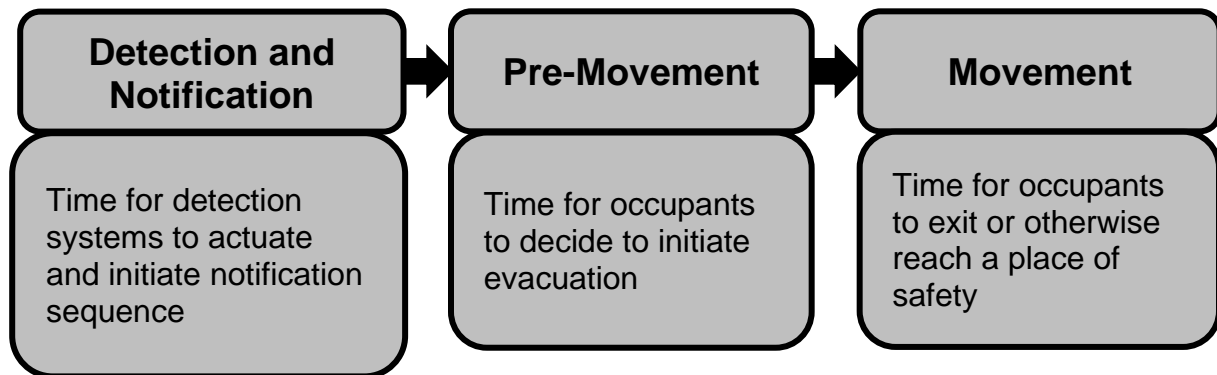 Detection and
Notification
Time for detection
systems to actuate
and initiate notification
sequence
Pre-Movement
Time for occupants
to decide to initiate
evacuation
Movement
Time for occupants
to exit or otherwise
reach a place of
safety